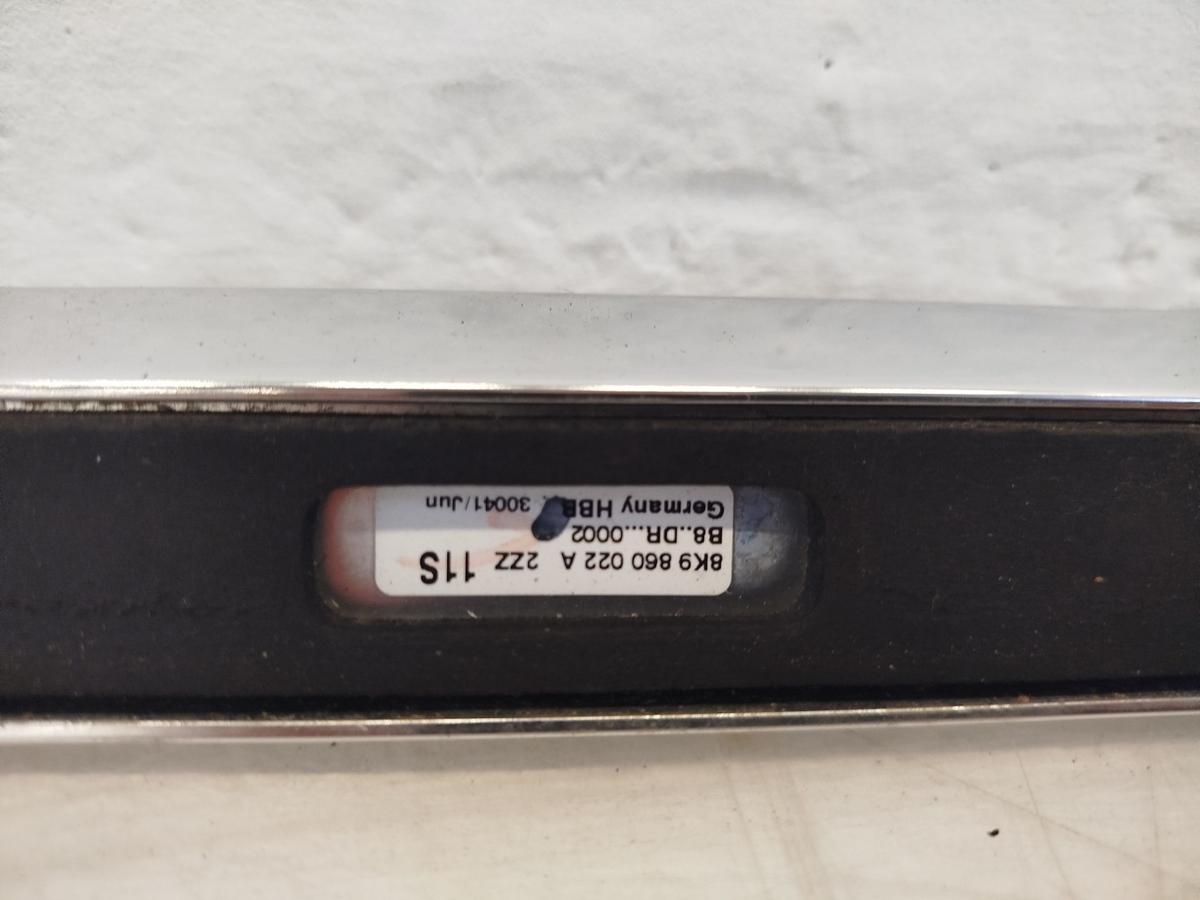 8K9 860 022 A 2ZZ 11S
B8..DR...0002
Germany HBB 30041/Jun